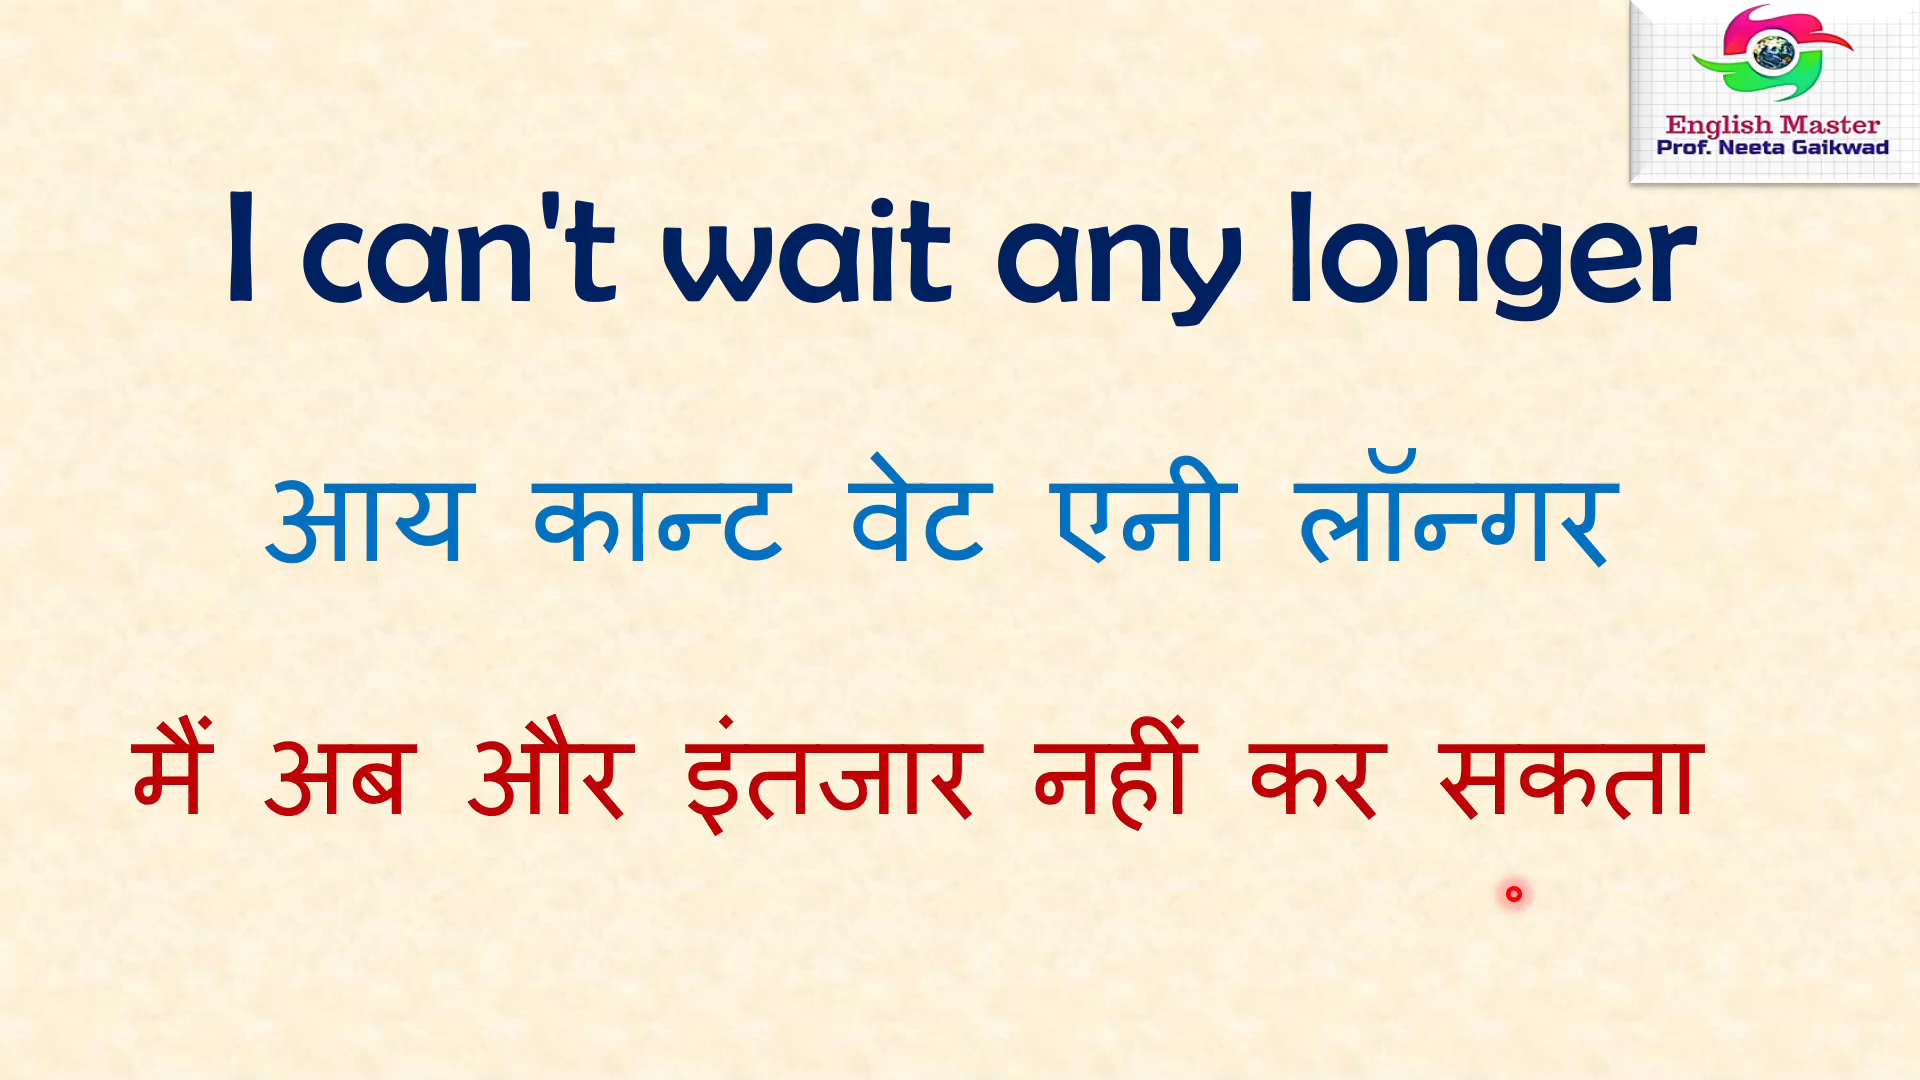 English Master
Prof. Neeta Gaikwad
I can't wait any longer
आय कान्ट वेट एनी लॉन्गर
मैं अब और इंतजार नहीं कर सकता